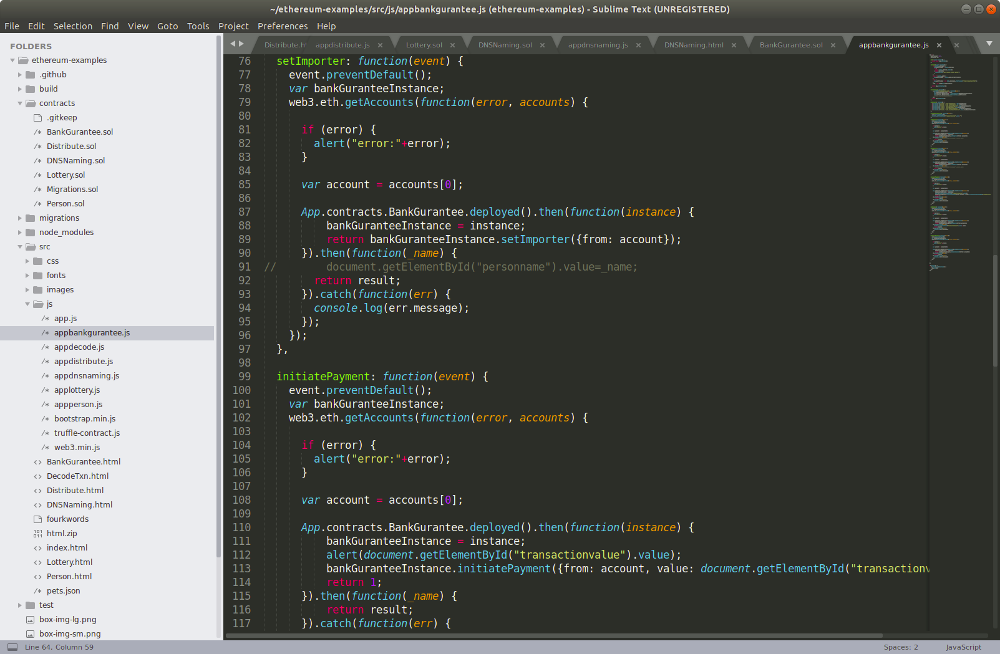 ~/ethereum-examples/src/js/appbankgurantee.js (ethereum-examples) - Sublime Text (UNREGISTERED)
File Edit Selection Find View Goto Tools Project Preferences Help
FOLDERS
ethereum-examples
.github
build
contracts
.gitkeep
/* BankGurantee.sol
/* Distribute.sol
/* DNSNaming.sol
/* Lottery.sol
/* Migrations.sol
/* Person.sol
migrations
node_modules
src
css
fonts
images
js
/* app.js
/* appbankgurantee.js
/* appdecode.js
/* appdistribute.js
/* appdnsnaming.js
/* applottery.js
/* appperson.js
/* bootstrap.min.js
/* truffle-contract.js
/* web3.min.js
<> BankGurantee.html
<> DecodeTxn.html
<> Distribute.html
<> DNSNaming.html
fourkwords
html.zip
<> index.html
<> Lottery.html
<> Person.html
/* pets.json
test
box-img-lg.png
box-img-sm.png
Distribute.h appdistribute.js × Lottery.sol × DNSNaming.sol × appdnsnaming.js × DNSNaming.html × BankGurantee.sol × appbankgurantee.js × ×
76 setImporter: function(event) {
77 event.preventDefault();
78 var bankGuranteeInstance;
79 web3.eth.getAccounts(function(error, accounts) {
80
81 if (error) {
82 alert("error:"+error);
83 }
84
85 var account = accounts[0];
86
87 App.contracts.BankGurantee.deployed().then(function(instance) {
88 bankGuranteeInstance = instance;
89 return bankGuranteeInstance.setImporter({from: account});
90 }).then(function(_name) {
91 // document.getElementById("personname").value=_name;
92 return result;
93 }).catch(function(err) {
94 console.log(err.message);
95 });
96 });
97 },
98
99 initiatePayment: function(event) {
100 event.preventDefault();
101 var bankGuranteeInstance;
102 web3.eth.getAccounts(function(error, accounts) {
103
104 if (error) {
105 alert("error:"+error);
106 }
107
108 var account = accounts[0];
109
110 App.contracts.BankGurantee.deployed().then(function(instance) {
111 bankGuranteeInstance = instance;
112 alert(document.getElementById("transactionvalue").value);
113 bankGuranteeInstance.initiatePayment({from: account, value: document.getElementById("transactionv
114 return 1;
115 }).then(function(_name) {
116 return result;
117 }).catch(function(err) {
Line 64, Column 59
Spaces: 2
JavaScript